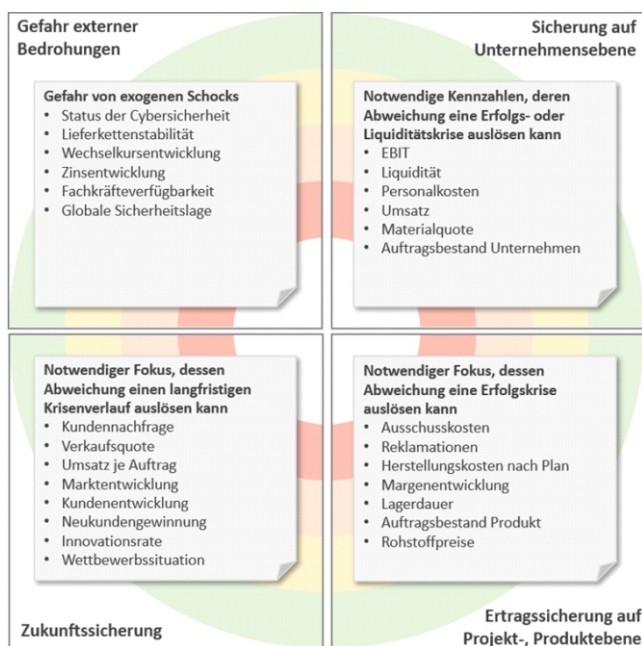 Gefahr externer
Bedrohungen
Gefahr von exogenen Schocks
• Status der Cybersicherheit
• Lieferkettenstabilität
• Wechselkursentwicklung
• Zinsentwicklung
• Fachkräfteverfügbarkeit
• Globale Sicherheitslage
Sicherung auf
Unternehmensebene
Notwendige Kennzahlen, deren
Abweichung eine Erfolgs- oder
Liquiditätskrise auslösen kann
• EBIT
• Liquidität
• Personalkosten
• Umsatz
• Materialquote
• Auftragsbestand Unternehmen
Notwendiger Fokus, dessen
Abweichung einen langfristigen
Krisenverlauf auslösen kann
• Kundennachfrage
• Verkaufsquote
• Umsatz je Auftrag
• Marktentwicklung
• Kundenentwicklung
• Neukundengewinnung
• Innovationsrate
• Wettbewerbssituation
Zukunftssicherung
Notwendiger Fokus, dessen
Abweichung eine Erfolgskrise
auslösen kann
• Ausschusskosten
• Reklamationen
• Herstellungskosten nach Plan
• Margenentwicklung
• Lagerdauer
• Auftragsbestand Produkt
• Rohstoffpreise
Ertragssicherung auf
Projekt-, Produktebene